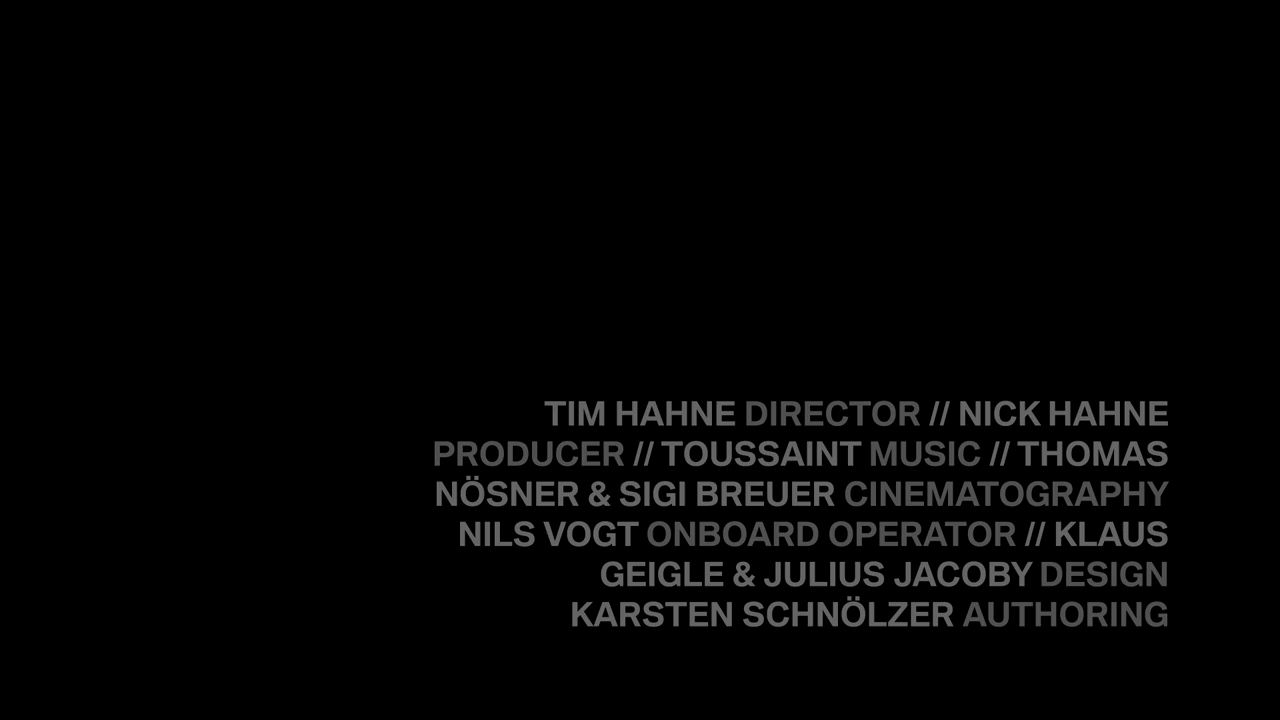 TIM HAHNE DIRECTOR // NICK HAHNE
PRODUCER // TOUSSAINT MUSIC // THOMAS
NÖSNER & SIGI BREUER CINEMATOGRAPHY
NILS VOGT ONBOARD OPERATOR // KLAUS
GEIGLE & JULIUS JACOBY DESIGN
KARSTEN SCHNÖLZER AUTHORING